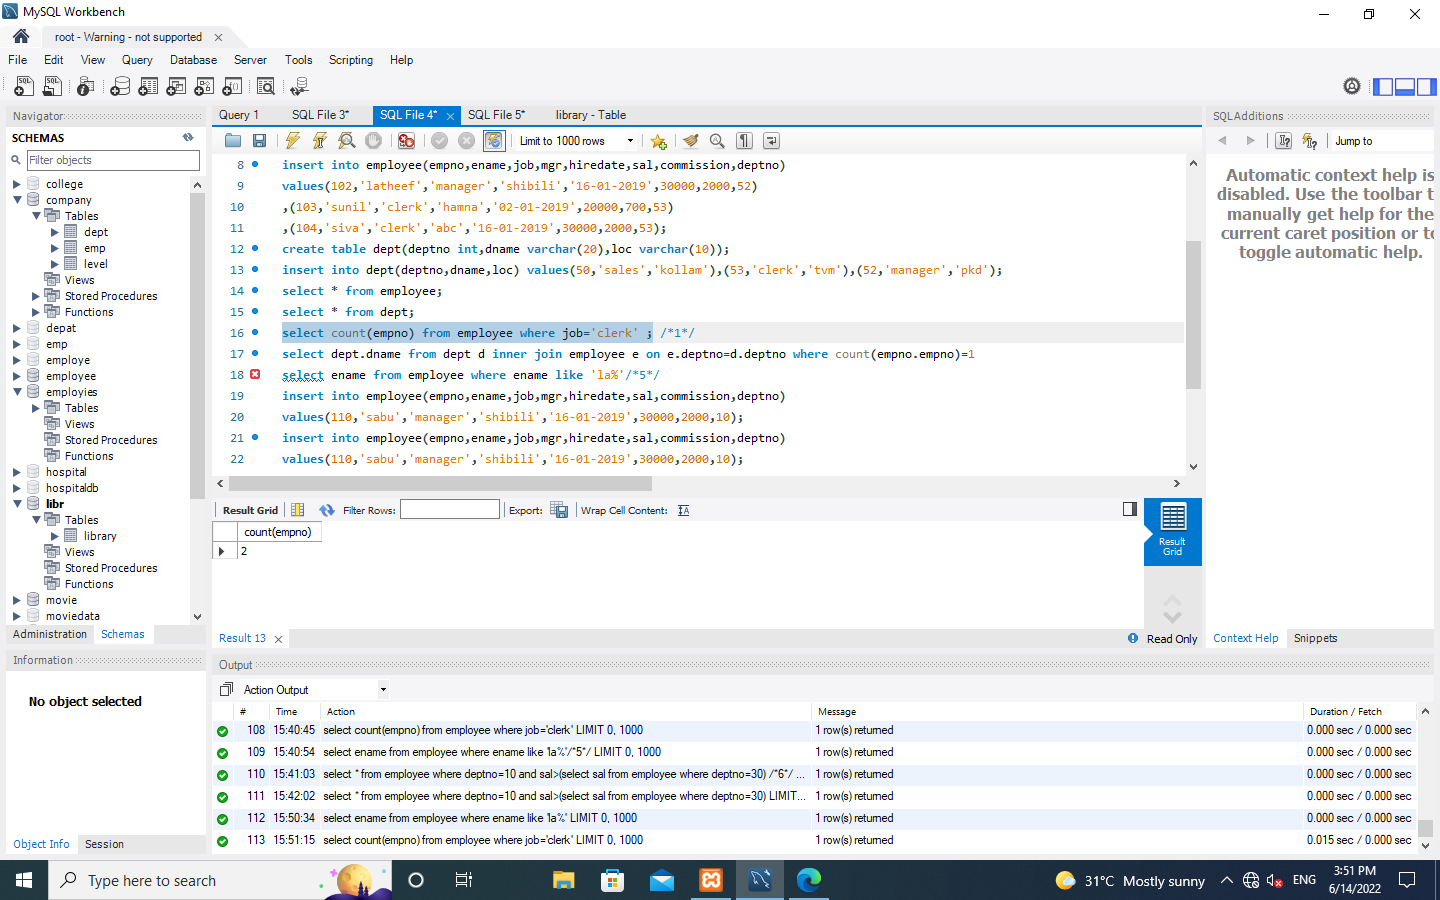 MySQL Workbench
root - Warning - not supported
File Edit View Query Database Server Tools Scripting Help
Navigator
SCHEMAS
Filter objects
college
company
Tables
dept
emp
level
Views
Stored Procedures
Functions
depat
emp
employe
employee
employies
Tables
Views
Stored Procedures
Functions
hospital
hospitaldb
libr
Tables
library
Views
Stored Procedures
Functions
movie
moviedata
Administration Schemas
Information
No object selected
Object Info Session
Query 1 SQL File 3* SQL File 4* SQL File 5* library - Table
Limit to 1000 rows
8 insert into employee(empno,ename,job,mgr,hiredate,sal,commission,deptno)
9 values(102,'latheef','manager','shibili','16-01-2019',30000,2000,52)
10 ,(103,'sunil','clerk','hamna','02-01-2019',20000,700,53)
11 ,(104,'siva','clerk','abc','16-01-2019',30000,2000,53);
12 create table dept(deptno int,dname varchar(20),loc varchar(10));
13 insert into dept(deptno,dname,loc) values(50,'sales','kollam'),(53,'clerk','tvm'),(52,'manager','pkd');
14 select * from employee;
15 select * from dept;
16 select count(empno) from employee where job='clerk' ; /*1*/
17 select dept.dname from dept d inner join employee e on e.deptno=d.deptno where count(empno.empno)=1
18 select ename from employee where ename like 'la%'/*5*/
19 insert into employee(empno,ename,job,mgr,hiredate,sal,commission,deptno)
20 values(110,'sabu','manager','shibili','16-01-2019',30000,2000,10);
21 insert into employee(empno,ename,job,mgr,hiredate,sal,commission,deptno)
22 values(110,'sabu','manager','shibili','16-01-2019',30000,2000,10);
Result Grid Filter Rows: Export: Wrap Cell Content:
count(empno)
2
Result Grid
Result 13
Read Only
SQLAdditions
Jump to
Automatic context help is
disabled. Use the toolbar t
manually get help for the
current caret position or to
toggle automatic help.
Context Help Snippets
Output
Action Output
# Time Action Message Duration / Fetch
108 15:40:45 select count(empno) from employee where job='clerk' LIMIT 0, 1000 1 row(s) returned 0.000 sec / 0.000 sec
109 15:40:54 select ename from employee where ename like 'la%'/*5*/ LIMIT 0, 1000 1 row(s) returned 0.000 sec / 0.000 sec
110 15:41:03 select * from employee where deptno=10 and sal>(select sal from employee where deptno=30) /*6*/ ... 1 row(s) returned 0.000 sec / 0.000 sec
111 15:42:02 select * from employee where deptno=10 and sal>(select sal from employee where deptno=30) LIMIT... 1 row(s) returned 0.000 sec / 0.000 sec
112 15:50:34 select ename from employee where ename like 'la%' LIMIT 0, 1000 1 row(s) returned 0.000 sec / 0.000 sec
113 15:51:15 select count(empno) from employee where job='clerk' LIMIT 0, 1000 1 row(s) returned 0.015 sec / 0.000 sec
Type here to search
31°C Mostly sunny
ENG
3:51 PM
6/14/2022